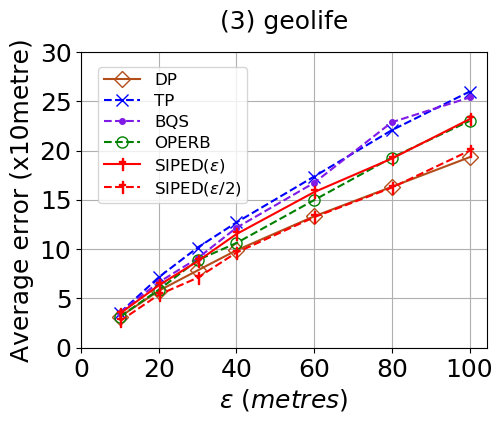 (3) geolife
Average error (x10metre)
30
25
20
15
10
5
0
DP
TP
BQS
OPERB
SIPED(ε)
SIPED(ε/2)
0 20 40 60 80 100
ε (metres)